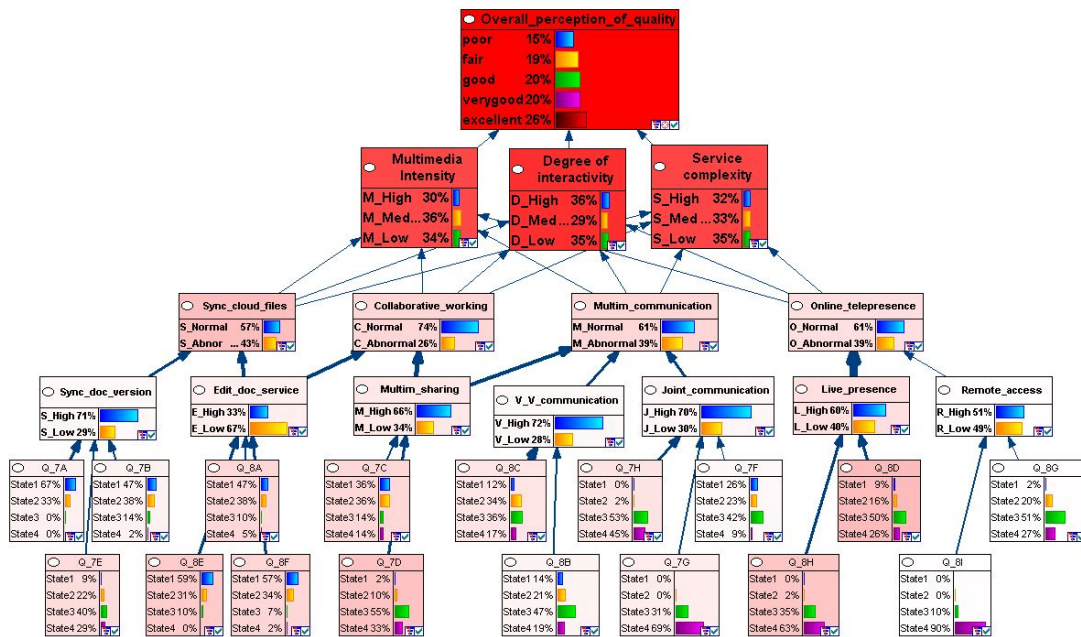 Overall_perception_of_quality
poor 15%
fair 19%
good 20%
verygood 20%
excellent 26%
Multimedia
Intensity
M_High 30%
M_Med ... 36%
M_Low 34%
Degree of
interactivity
D_High 36%
D_Med ... 29%
D_Low 35%
Service
complexity
S_High 32%
S_Med ... 33%
S_Low 35%
Sync_cloud_files
S_Normal 57%
S_Abnor ... 43%
Collaborative_working
C_Normal 74%
C_Abnormal 26%
Multim_communication
M_Normal 61%
M_Abnormal 39%
Online_telepresence
O_Normal 61%
O_Abnormal 39%
Sync_doc_version
S_High 71%
S_Low 29%
Edit_doc_service
E_High 33%
E_Low 67%
Multim_sharing
M_High 66%
M_Low 34%
V_V_communication
V_High 72%
V_Low 28%
Joint_communication
J_High 70%
J_Low 30%
Live_presence
L_High 60%
L_Low 40%
Remote_access
R_High 51%
R_Low 49%
Q_7A
State1 67%
State2 33%
State3 0%
State4 0%
Q_7B
State1 47%
State2 38%
State3 14%
State4 2%
Q_8A
State1 47%
State2 38%
State3 10%
State4 5%
Q_7C
State1 36%
State2 36%
State3 14%
State4 14%
Q_8C
State1 12%
State2 34%
State3 36%
State4 17%
Q_7H
State1 0%
State2 2%
State3 53%
State4 45%
Q_7F
State1 26%
State2 23%
State3 42%
State4 9%
Q_8D
State1 9%
State2 16%
State3 50%
State4 26%
Q_8G
State1 2%
State2 20%
State3 51%
State4 27%
Q_7E
State1 9%
State2 22%
State3 40%
State4 29%
Q_8E
State1 59%
State2 31%
State3 10%
State4 0%
Q_8F
State1 57%
State2 34%
State3 7%
State4 2%
Q_7D
State1 2%
State2 10%
State3 55%
State4 33%
Q_8B
State1 14%
State2 21%
State3 47%
State4 19%
Q_7G
State1 0%
State2 0%
State3 31%
State4 69%
Q_8H
State1 0%
State2 2%
State3 35%
State4 63%
Q_8I
State1 0%
State2 0%
State3 10%
State4 90%